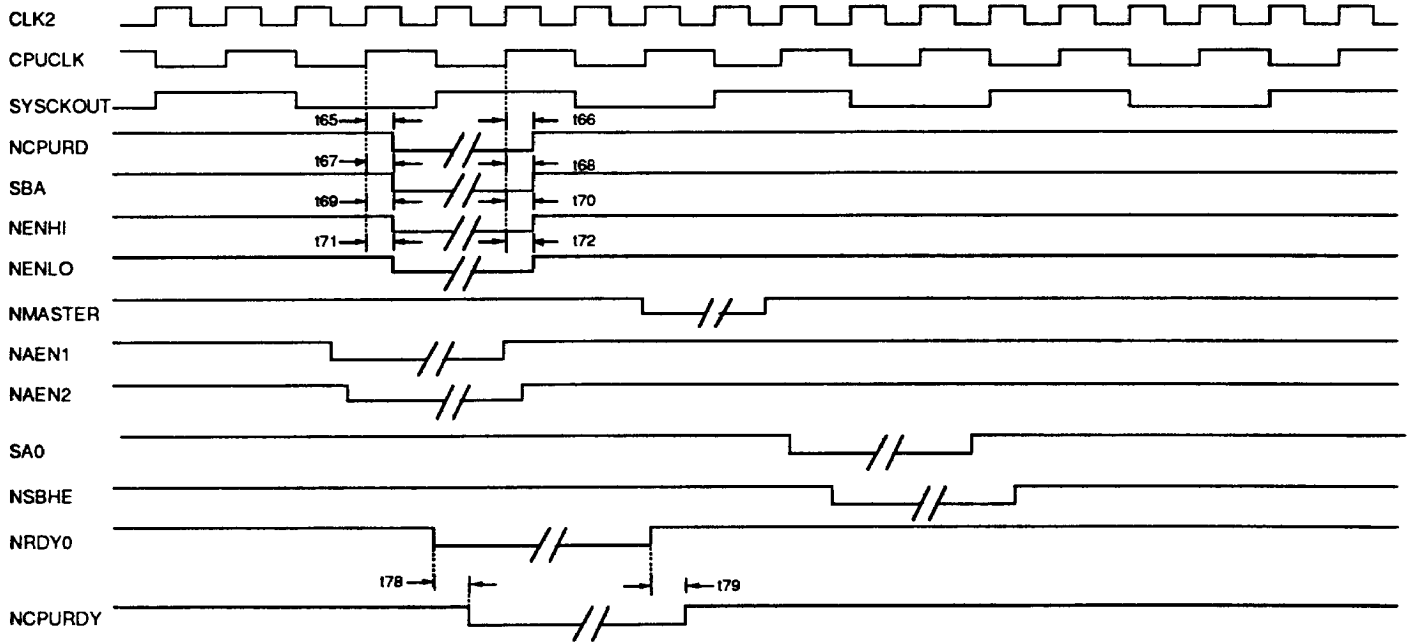 CLK2
CPUCLK
SYSCKOUT
t65 t66
NCPURD
t67 t68
SBA
t69 t70
NENHI
t71 t72
NENLO
NMASTER
NAEN1
NAEN2
SA0
NSBHE
NRDY0
t78 t79
NCPURDY